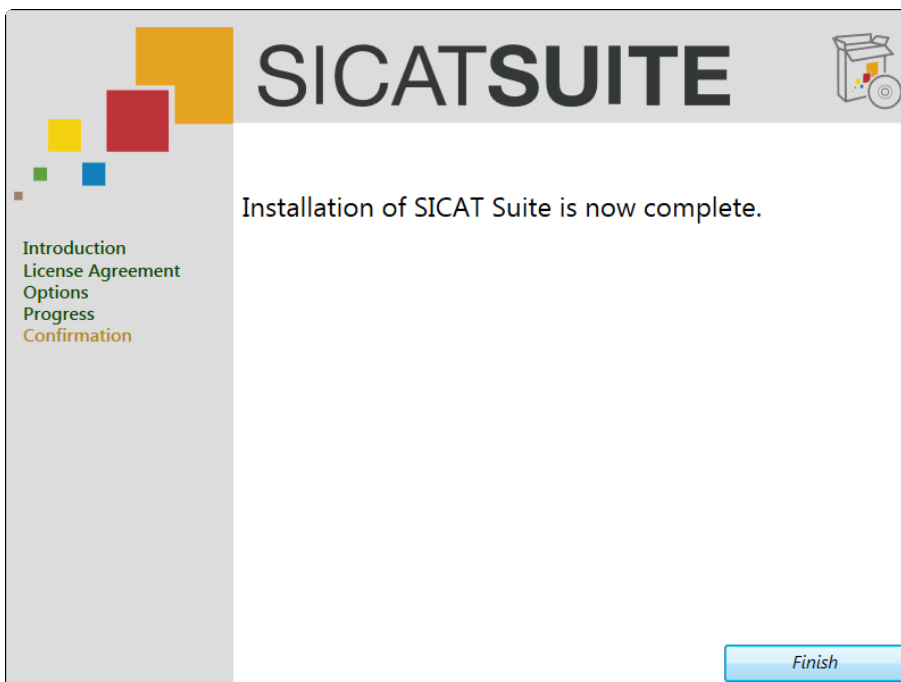 SICATSUITE
Installation of SICAT Suite is now complete.
Introduction
License Agreement
Options
Progress
Confirmation
Finish